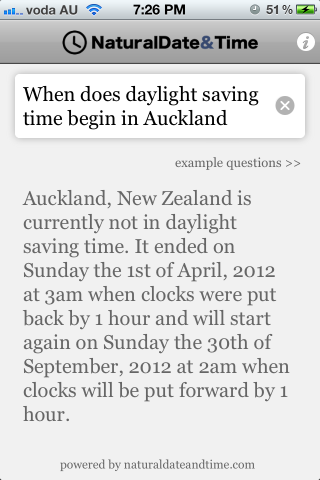 voda AU 7:26 PM 51%
NaturalDate&Time
When does daylight saving
time begin in Auckland
example questions >>
Auckland, New Zealand is
currently not in daylight
saving time. It ended on
Sunday the 1st of April, 2012
at 3am when clocks were put
back by 1 hour and will start
again on Sunday the 30th of
September, 2012 at 2am when
clocks will be put forward by 1
hour.
powered by naturaldateandtime.com